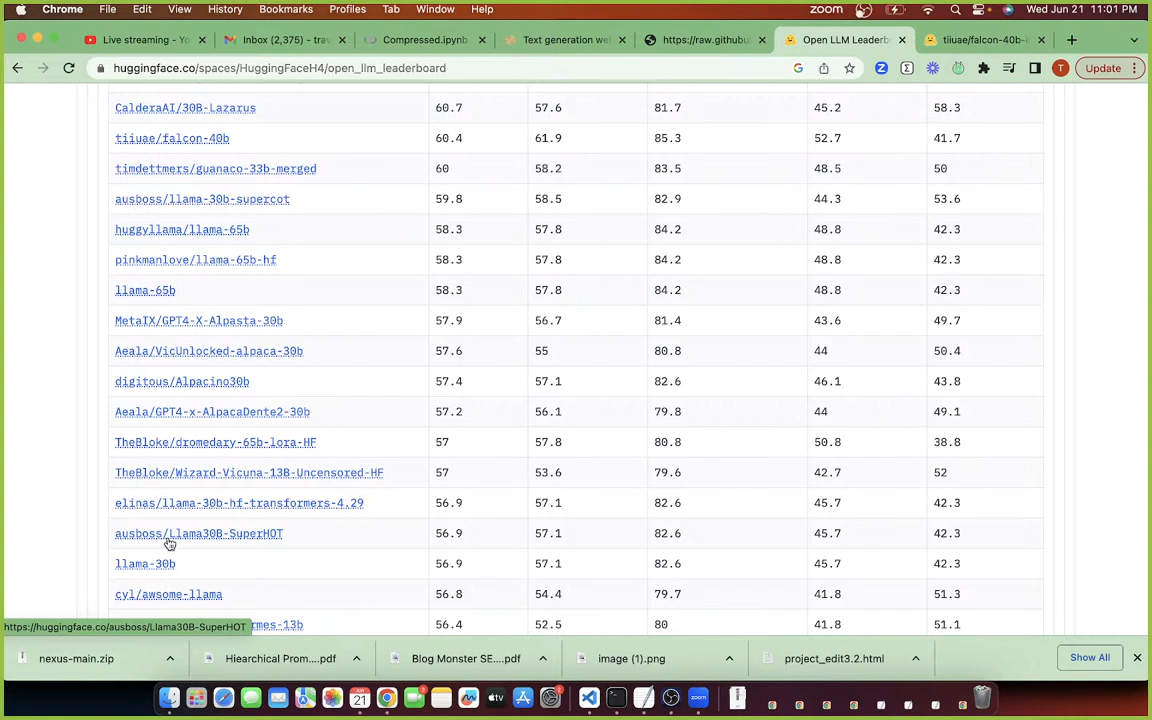 Chrome File Edit View History Bookmarks Profiles Tab Window Help zoom Wed Jun 21 11:01 PM
Live streaming - Yo Inbox (2,375) - trav Compressed.ipynb Text generation we https://raw.githubu Open LLM Leaderb tiiuae/falcon-40b-i
huggingface.co/spaces/HuggingFaceH4/open_llm_leaderboard T Update
CalderaAI/30B-Lazarus 60.7 57.6 81.7 45.2 58.3
tiiuae/falcon-40b 60.4 61.9 85.3 52.7 41.7
timdettmers/guanaco-33b-merged 60 58.2 83.5 48.5 50
ausboss/llama-30b-supercot 59.8 58.5 82.9 44.3 53.6
huggyllama/llama-65b 58.3 57.8 84.2 48.8 42.3
pinkmanlove/llama-65b-hf 58.3 57.8 84.2 48.8 42.3
llama-65b 58.3 57.8 84.2 48.8 42.3
MetaIX/GPT4-X-Alpasta-30b 57.9 56.7 81.4 43.6 49.7
Aeala/VicUnlocked-alpaca-30b 57.6 55 80.8 44 50.4
digitous/Alpacino30b 57.4 57.1 82.6 46.1 43.8
Aeala/GPT4-x-AlpacaDente2-30b 57.2 56.1 79.8 44 49.1
TheBloke/dromedary-65b-lora-HF 57 57.8 80.8 50.8 38.8
TheBloke/Wizard-Vicuna-13B-Uncensored-HF 57 53.6 79.6 42.7 52
elinas/llama-30b-hf-transformers-4.29 56.9 57.1 82.6 45.7 42.3
ausboss/Llama30B-SuperHOT 56.9 57.1 82.6 45.7 42.3
llama-30b 56.9 57.1 82.6 45.7 42.3
cyl/awsome-llama 56.8 54.4 79.7 41.8 51.3
rmes-13b 56.4 52.5 80 41.8 51.1
https://huggingface.co/ausboss/Llama30B-SuperHOT
nexus-main.zip Hiearchical Prom....pdf Blog Monster SE....pdf image (1).png project_edit3.2.html Show All
JUN 21 3 tv 1 zoom